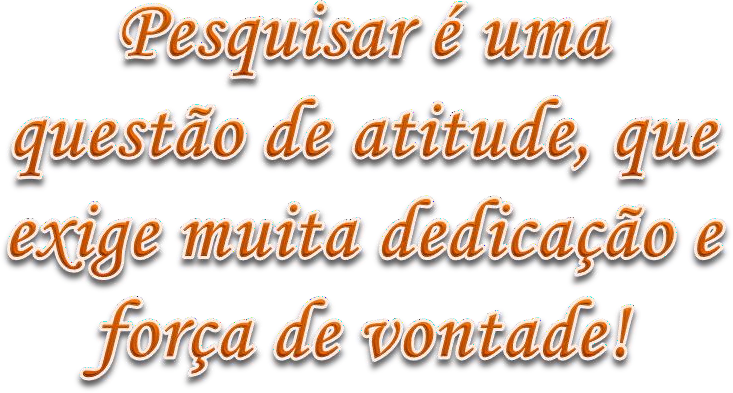 Pesquisar é uma
questão de atitude, que
exige muita dedicação e
força de vontade!